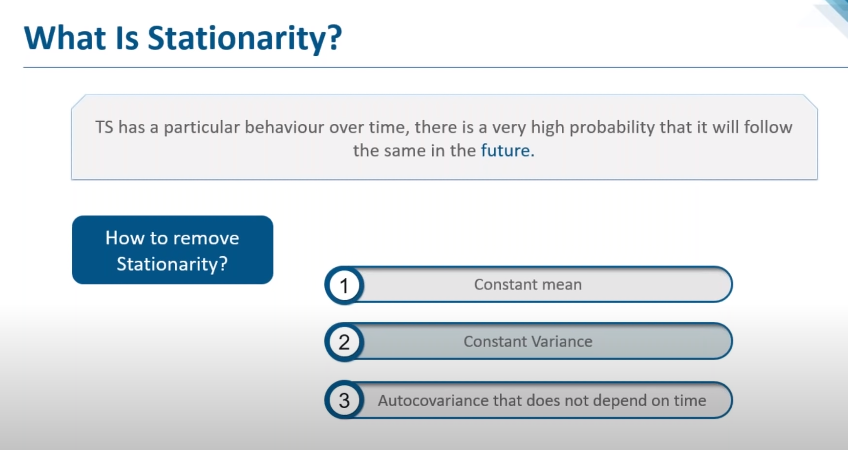 What Is Stationarity?
TS has a particular behaviour over time, there is a very high probability that it will follow
the same in the future.
How to remove
Stationarity?
1 Constant mean
2 Constant Variance
3 Autocovariance that does not depend on time